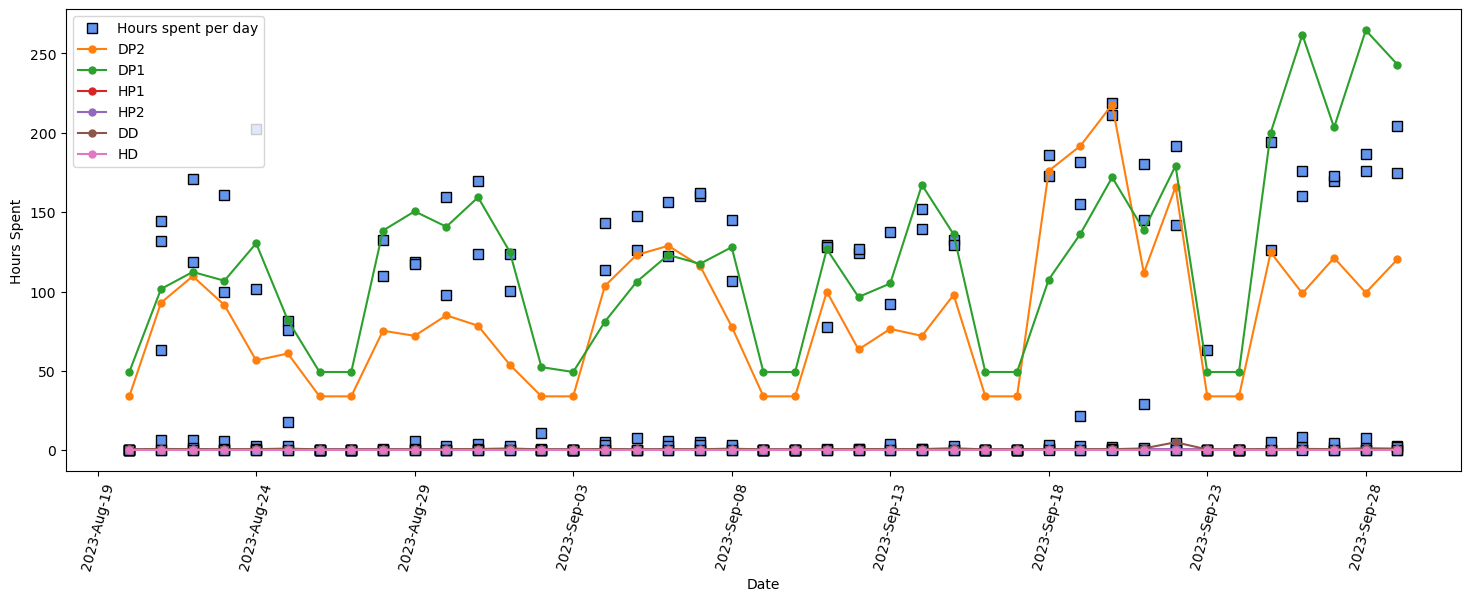 Hours spent per day
DP2
DP1
HP1
HP2
DD
HD
250
200
150
100
50
0
Hours Spent
2023-Aug-19
2023-Aug-24
2023-Aug-29
2023-Sep-03
2023-Sep-08
2023-Sep-13
2023-Sep-18
2023-Sep-23
2023-Sep-28
Date